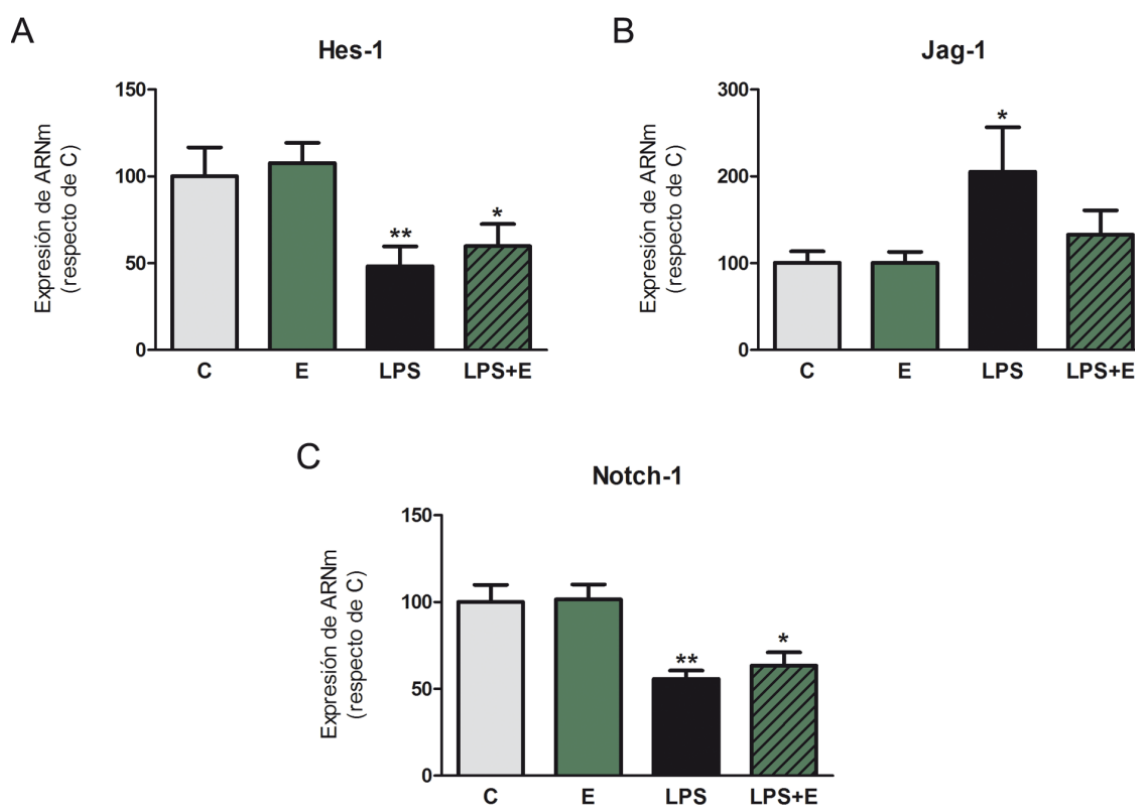 A
Hes-1
Expresión de ARNm
(respecto de C)
150
100
50
0
**
*
C E LPS LPS+E
B
Jag-1
Expresión de ARNm
(respecto de C)
300
200
100
0
*
C E LPS LPS+E
C
Notch-1
Expresión de ARNm
(respecto de C)
150
100
50
0
**
*
C E LPS LPS+E